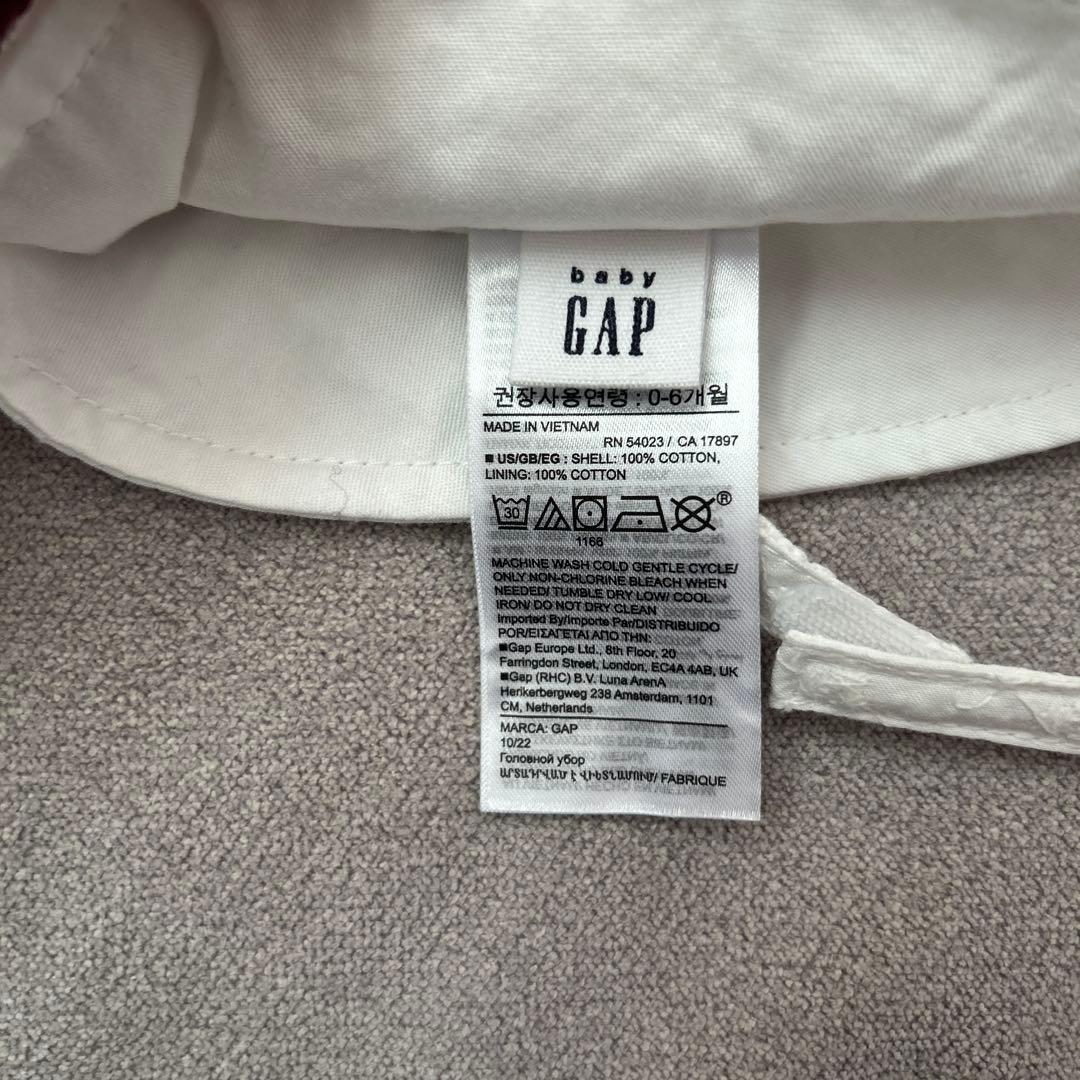 baby
GAP
권장사용연령 : 0-6개월
MADE IN VIETNAM
RN 54023 / CA 17897
■ US/GB/EG : SHELL: 100% COTTON,
LINING: 100% COTTON
30 ®
1166
MACHINE WASH COLD GENTLE CYCLE/
ONLY NON-CHLORINE BLEACH WHEN
NEEDED/ TUMBLE DRY LOW/ COOL
IRON/ DO NOT DRY CLEAN
Imported By/Importe Par/DISTRIBUIDO
POR/ΕΙΣΑΓΕΤΑΙ ΑΠΟ ΤΗΝ:
■Gap Europe Ltd., 8th Floor, 20
Farringdon Street, London, EC4A 4AB, UK
■Gap (RHC) B.V. Luna ArenA
Herikerbergweg 238 Amsterdam, 1101
CM, Netherlands
MARCA: GAP
10/22
Головной убор
ԱՐՏԱԴՐՎԱԾ Է ՎԻԵՏՆԱՄՈՒՄ/ FABRIQUE